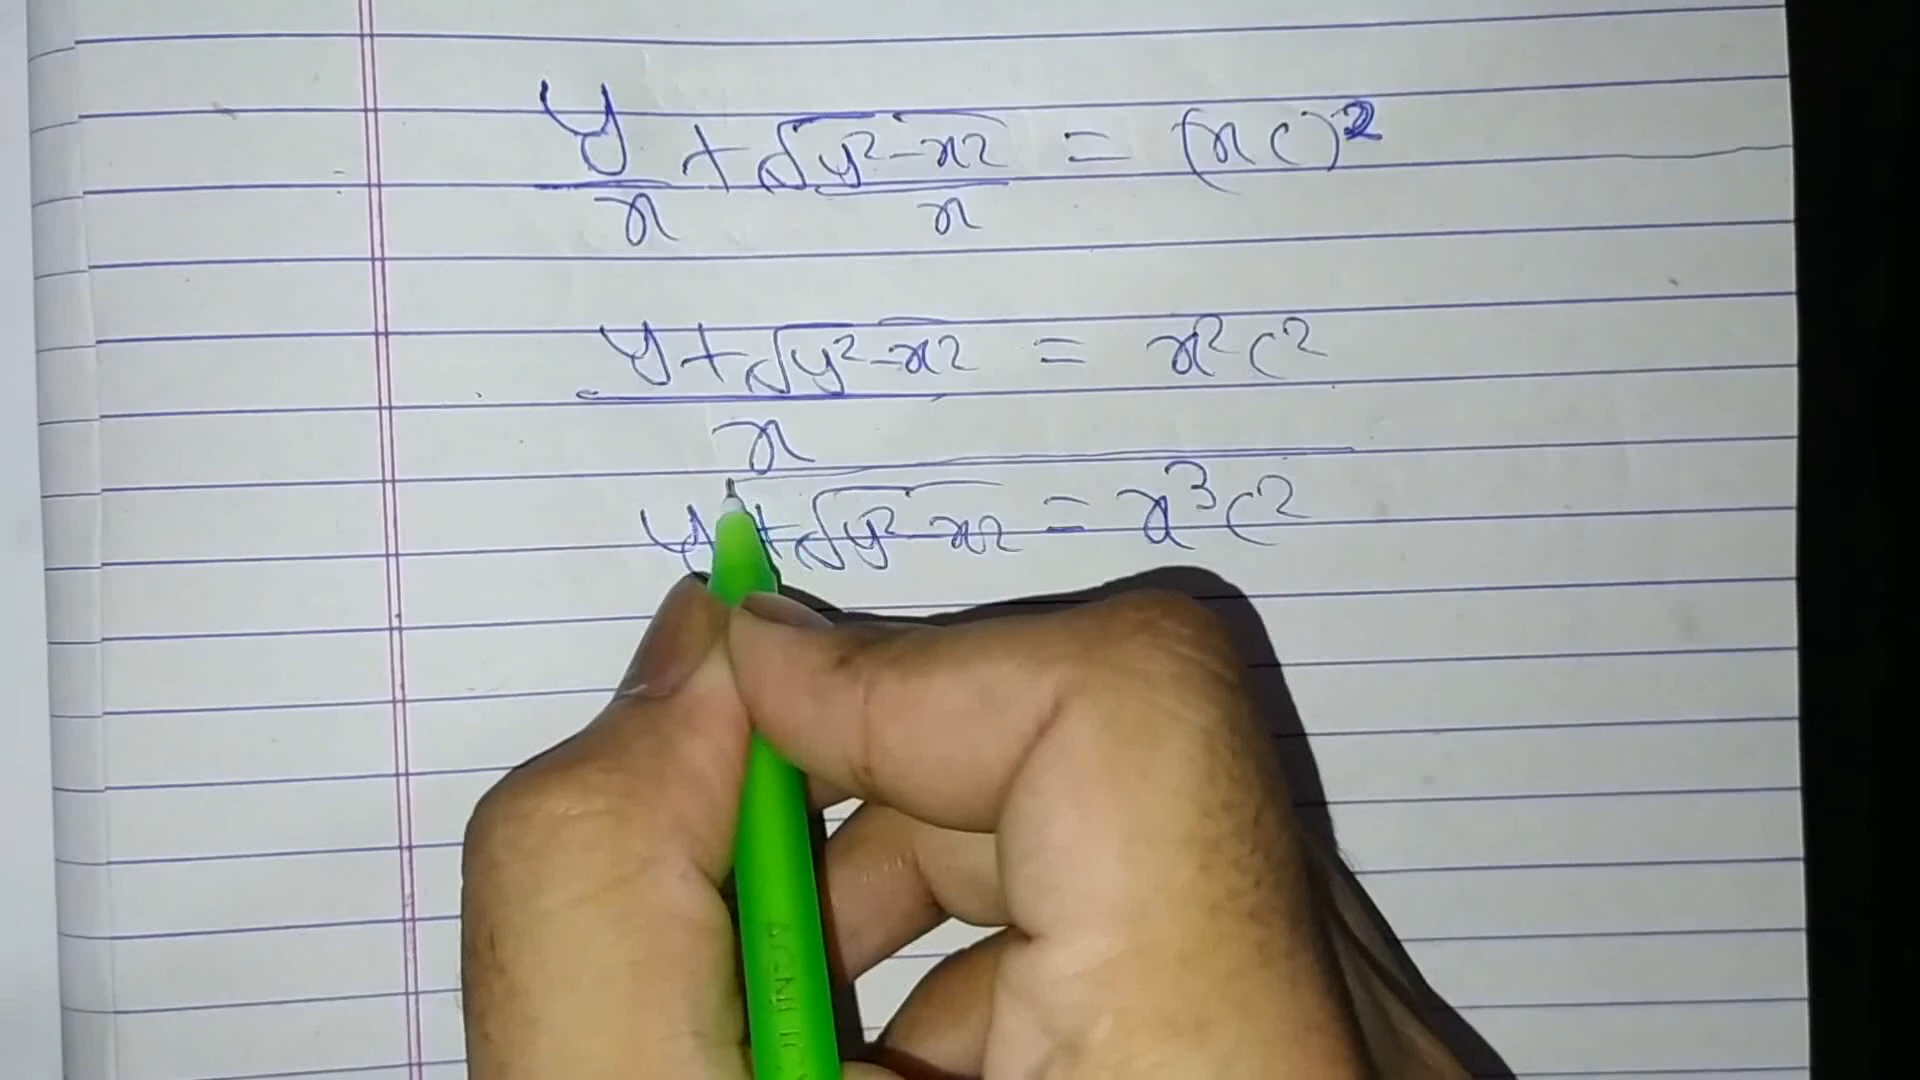 y/x + √(y²-x²)/x = (xc)²
(y+√(y²-x²))/x = x²c²
y+√(y²-x²) = x³c²